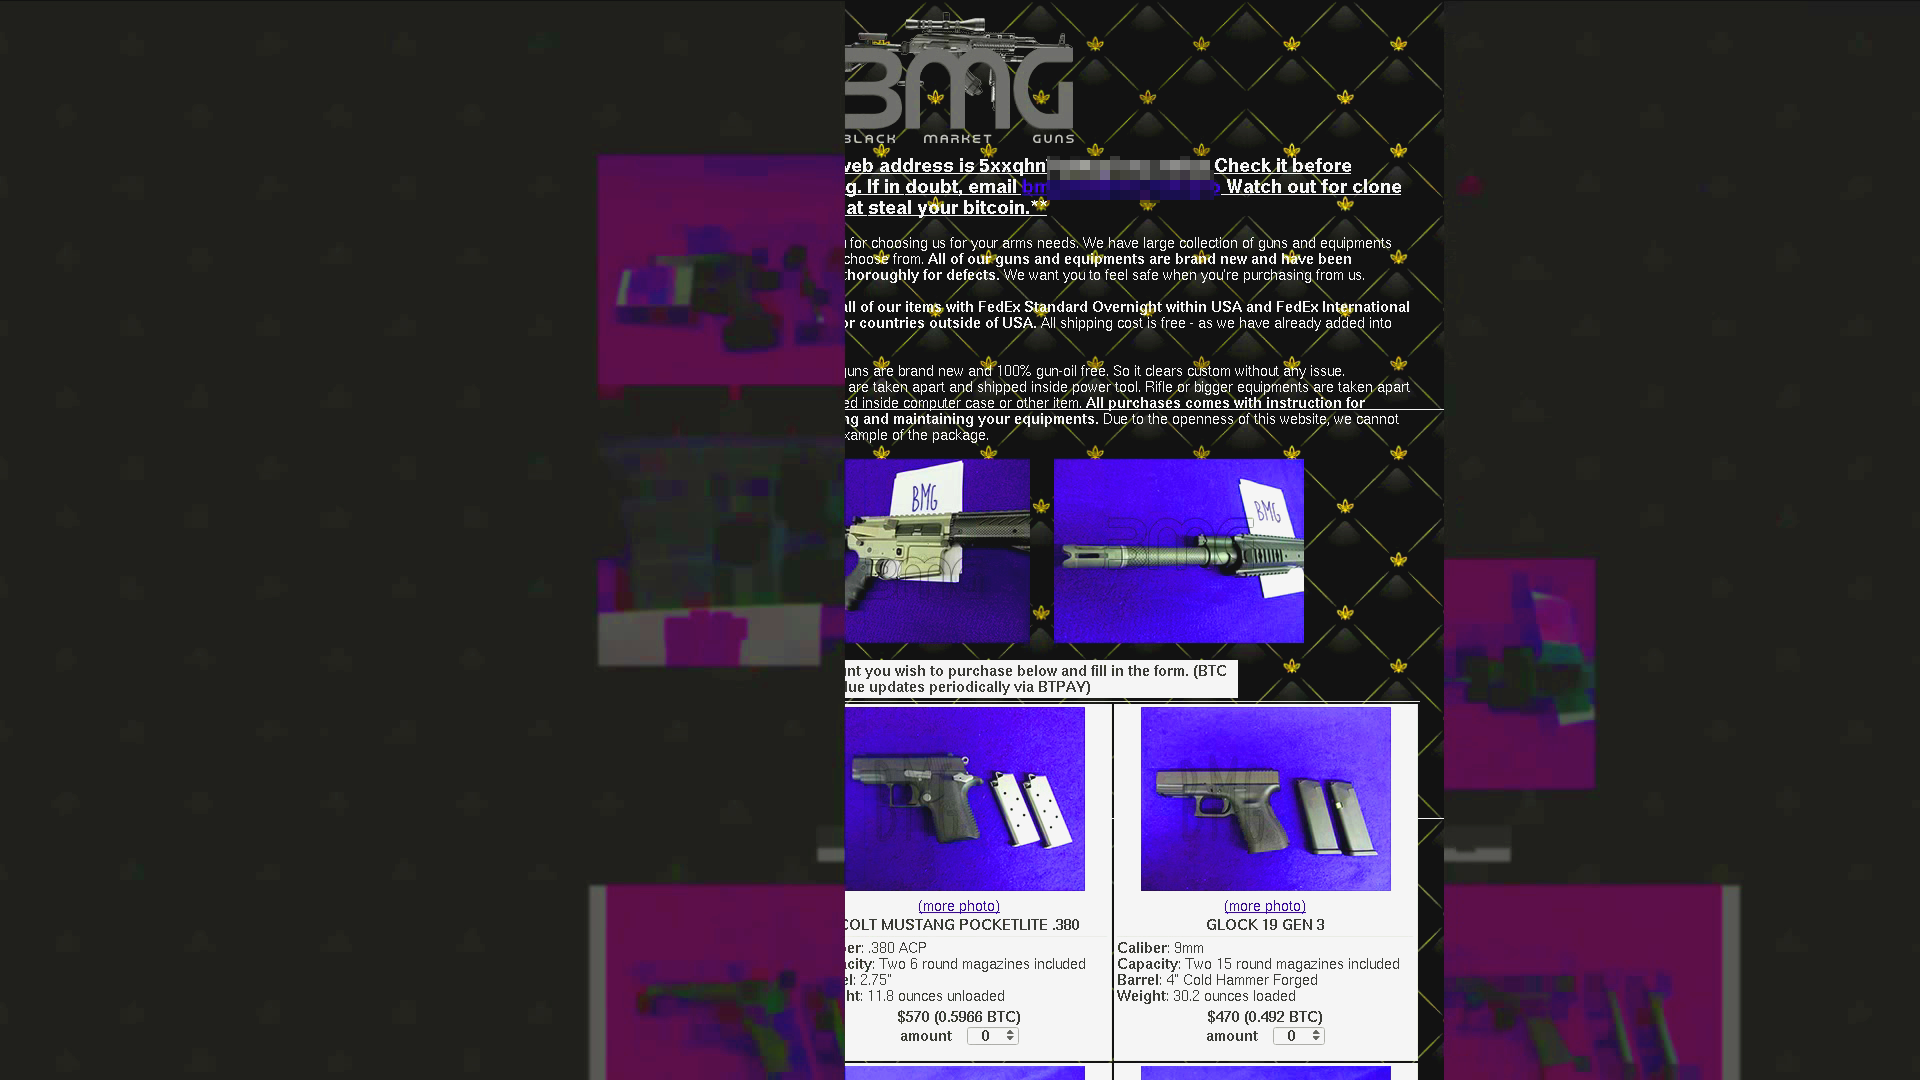 BMG
BLACK MARKET GUNS
web address is 5xxqhn Check it before
g. If in doubt, email bm Watch out for clone
at steal your bitcoin.**
for choosing us for your arms needs. We have large collection of guns and equipments
choose from. All of our guns and equipments are brand new and have been
thoroughly for defects. We want you to feel safe when you're purchasing from us.
all of our items with FedEx Standard Overnight within USA and FedEx International
or countries outside of USA. All shipping cost is free - as we have already added into
guns are brand new and 100% gun-oil free. So it clears custom without any issue.
are taken apart and shipped inside power tool. Rifle or bigger equipments are taken apart
ed inside computer case or other item. All purchases comes with instruction for
ng and maintaining your equipments. Due to the openness of this website, we cannot
xample of the package.
BMG
BMG
BMG
unt you wish to purchase below and fill in the form. (BTC
lue updates periodically via BTPAY)
(more photo)
(more photo)
COLT MUSTANG POCKETLITE .380
GLOCK 19 GEN 3
ber: .380 ACP
acity: Two 6 round magazines included
el: 2.75"
ht: 11.8 ounces unloaded
$570 (0.5966 BTC)
amount 0
Caliber: 9mm
Capacity: Two 15 round magazines included
Barrel: 4" Cold Hammer Forged
Weight: 30.2 ounces loaded
$470 (0.492 BTC)
amount 0